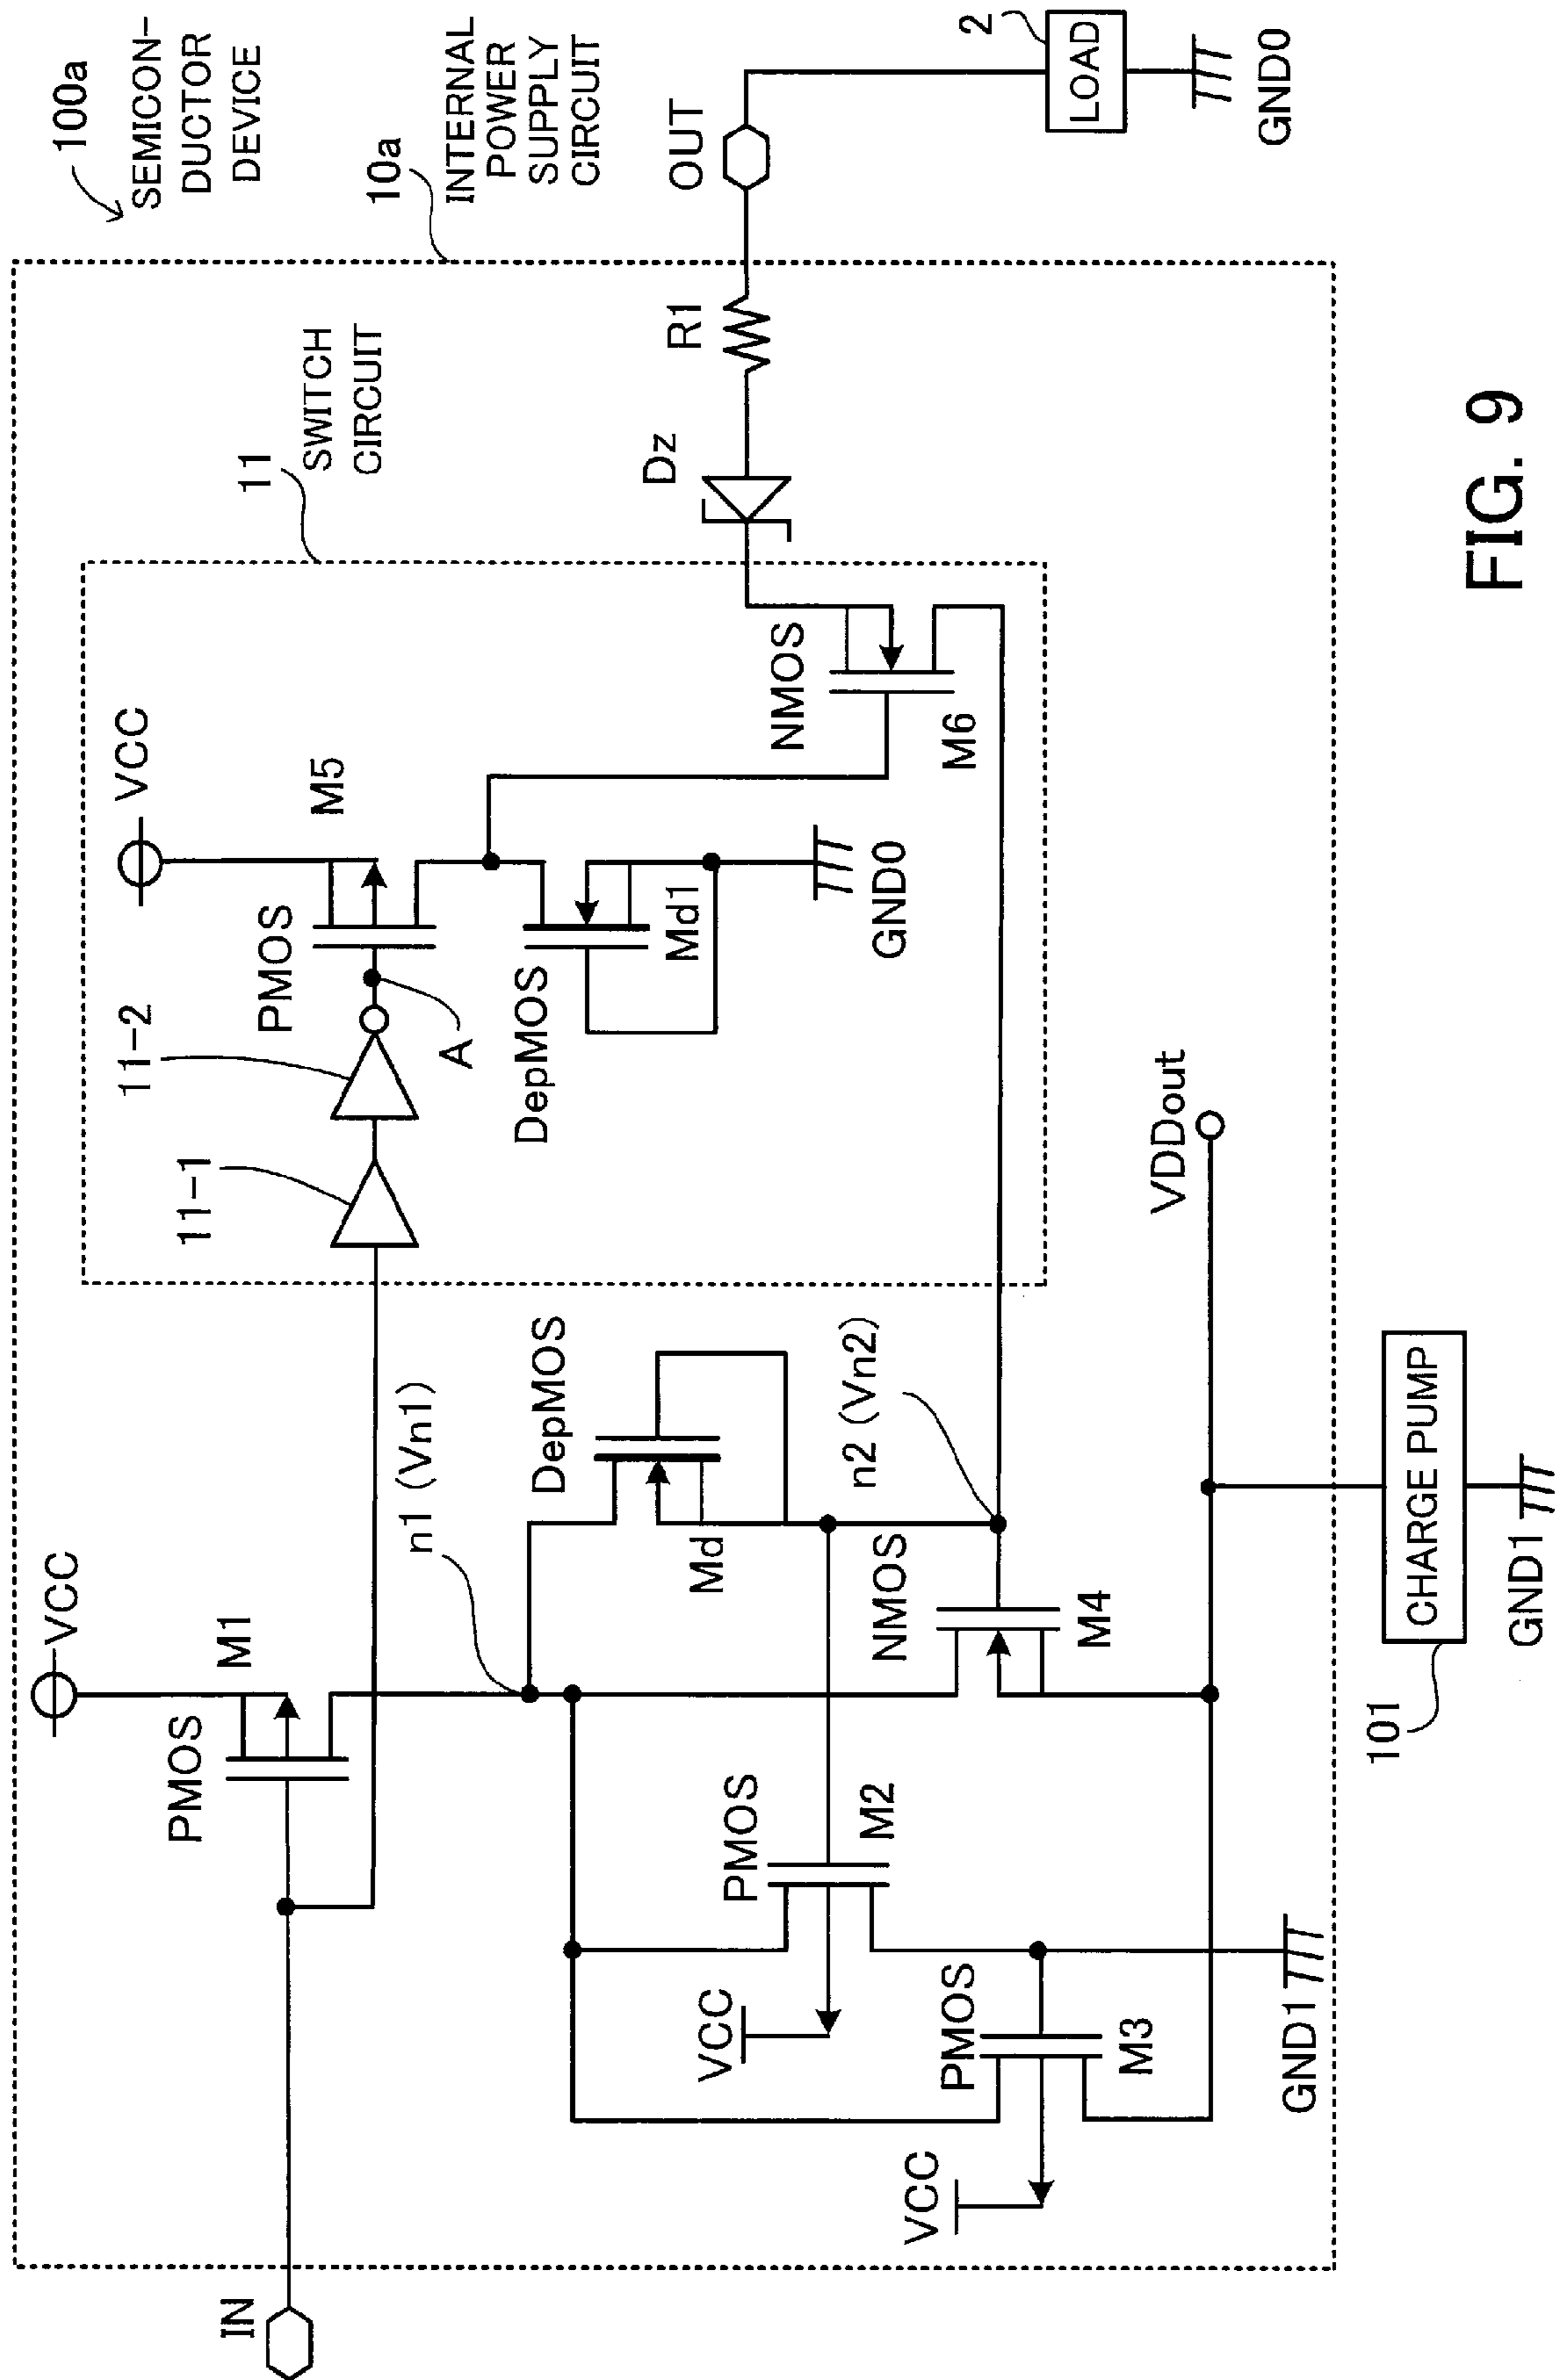 100a
SEMICON-
DUCTOR
DEVICE
10a
INTERNAL
POWER
SUPPLY
CIRCUIT
11
SWITCH
CIRCUIT
IN
VCC
PMOS
M1
n1 (Vn1)
11-1
11-2
A
PMOS
VCC
M5
DepMOS
Md1
GND0
NMOS
M6
Dz
R1
OUT
2
LOAD
GND0
DepMOS
Md
n2 (Vn2)
PMOS
M2
VCC
NMOS
M4
PMOS
M3
VCC
GND1
VDDout
101
CHARGE PUMP
GND1
FIG. 9